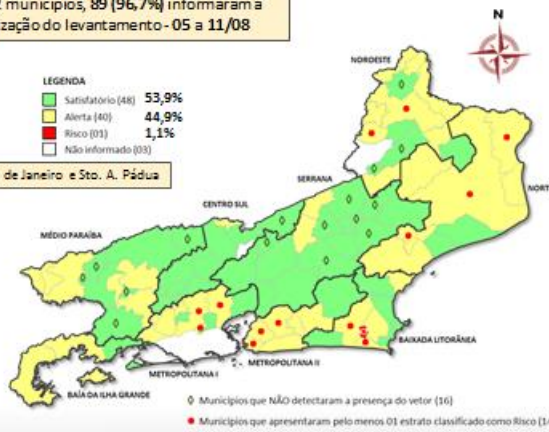 municípios, 89 (96,7%) informaram a
zação do levantamento - 05 a 11/08
N
LEGENDA
Satisfatório (48) 53,9%
Alerta (40) 44,9%
Risco (01) 1,1%
Não informado (03)
de Janeiro e Sto. A. Pádua
NOROESTE
NORT
SERRANA
CENTRO SUL
MÉDIO PARAÍBA
BAIXADA LITORÂNEA
METROPOLITANA II
METROPOLITANA I
BAÍA DA ILHA GRANDE
Municípios que NÃO detectaram a presença do vetor (16)
Municípios que apresentaram pelo menos 01 estrato classificado como Risco (1